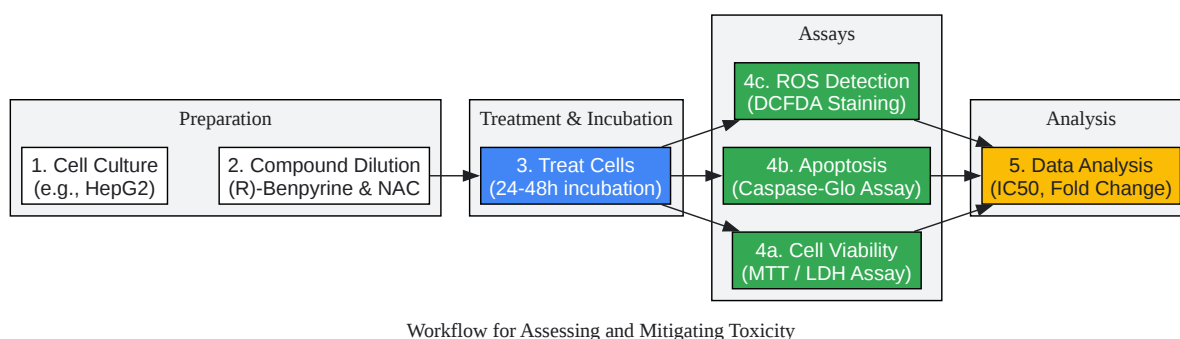 Preparation
1. Cell Culture
(e.g., HepG2)
2. Compound Dilution
(R)-Benpyrine & NAC
Treatment & Incubation
3. Treat Cells
(24-48h incubation)
Assays
4c. ROS Detection
(DCFDA Staining)
4b. Apoptosis
(Caspase-Glo Assay)
4a. Cell Viability
(MTT / LDH Assay)
Analysis
5. Data Analysis
(IC50, Fold Change)
Workflow for Assessing and Mitigating Toxicity